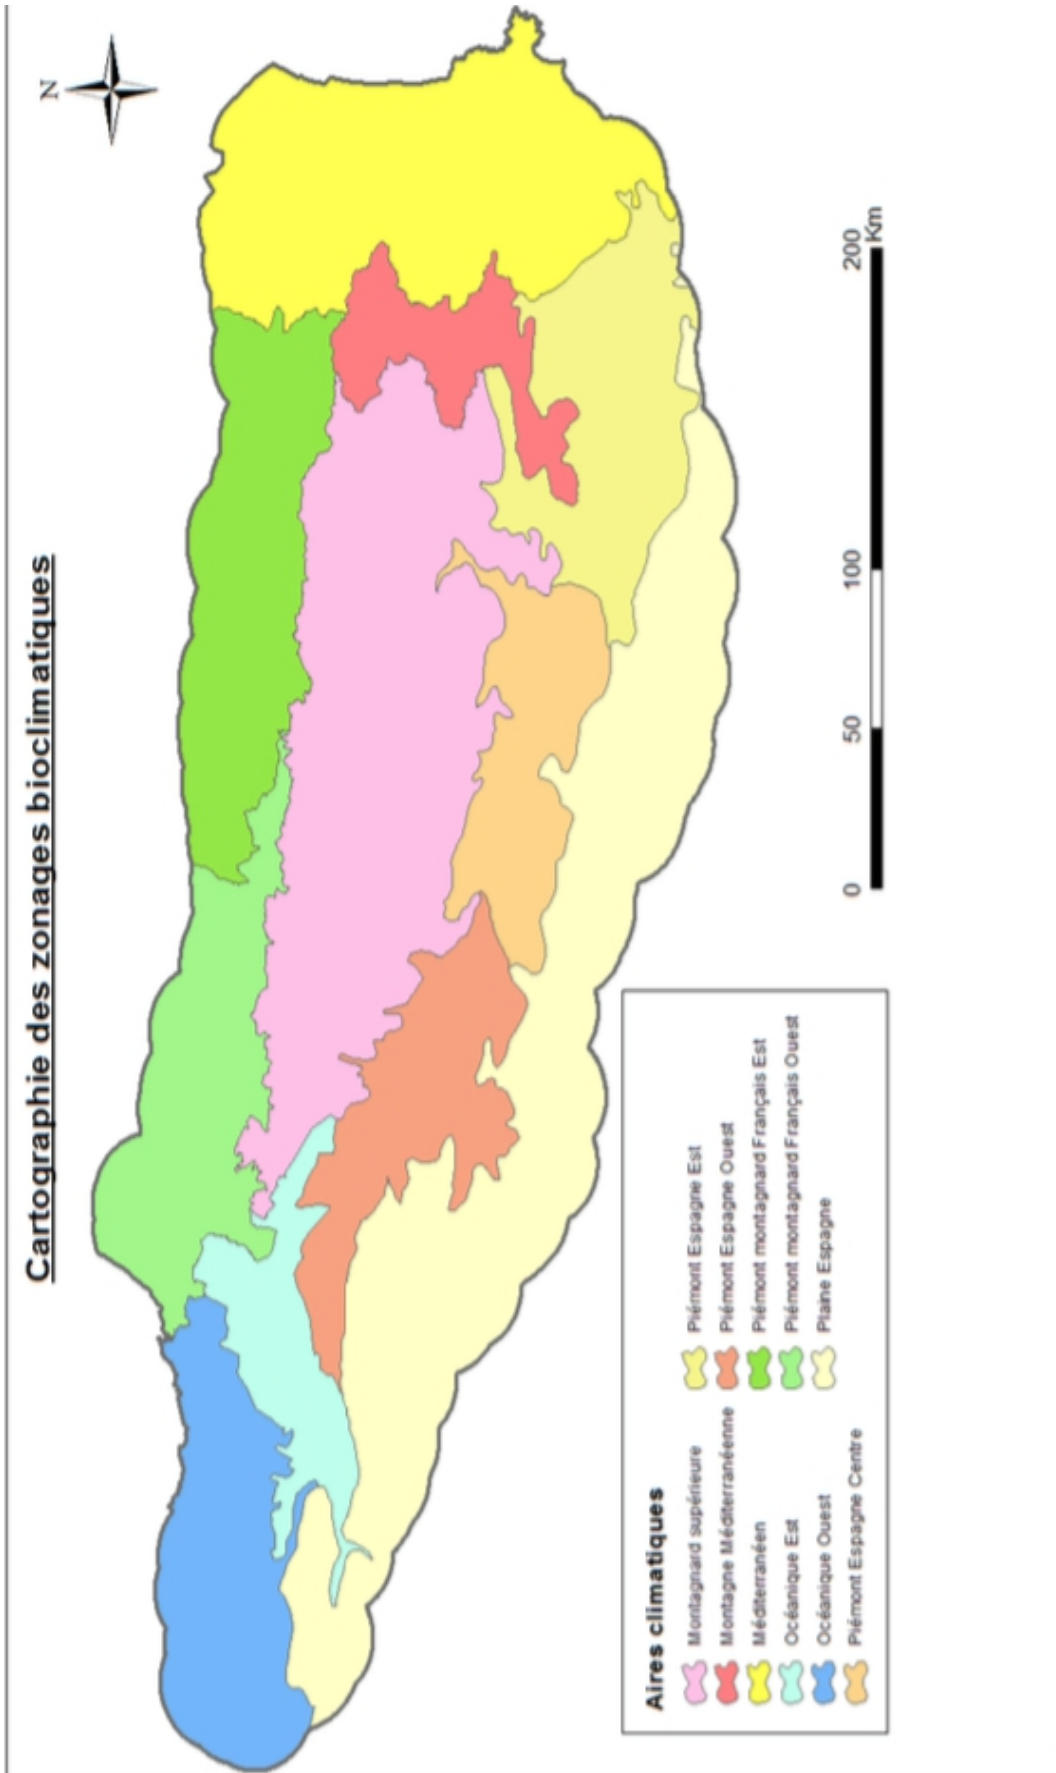 Cartographie des zonages bioclimatiques
N
Aires climatiques
Montagnard supérieure
Montagne Méditerranéenne
Méditerranéen
Océanique Est
Océanique Ouest
Piémont Espagne Centre
Piémont Espagne Est
Piémont Espagne Ouest
Piémont montagnard Français Est
Piémont montagnard Français Ouest
Plaine Espagne
0 50 100 200
Km